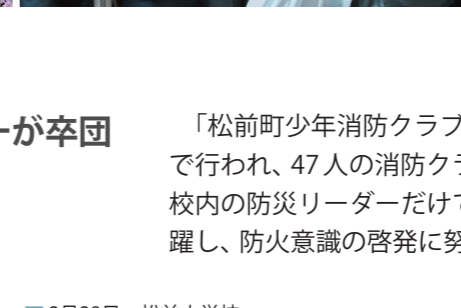 ーが卒団
「松前町少年消防クラブ
で行われ、47人の消防ク
校内の防災リーダーだけ
躍し、防火意識の啓発に